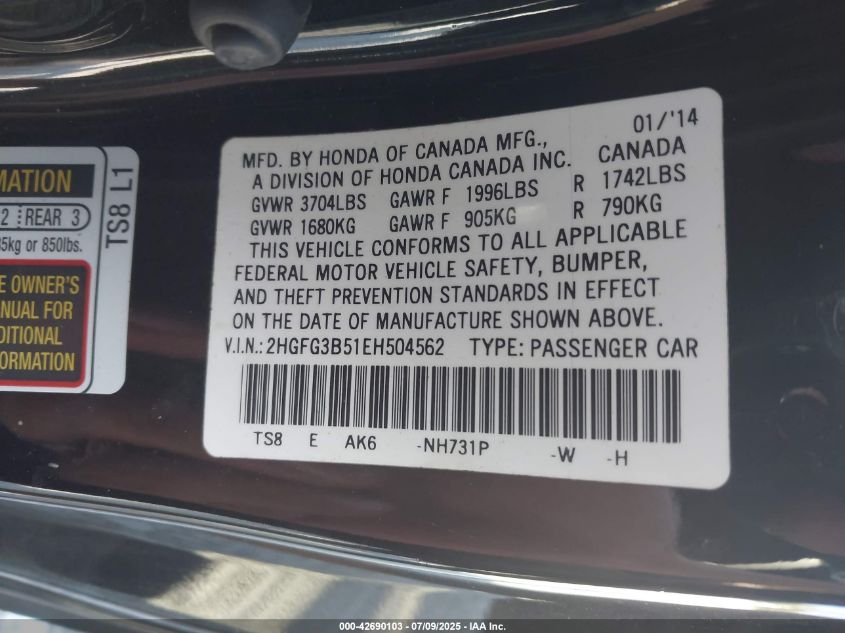 MATION
2 REAR 3
5kg or 850lbs.
E OWNER'S
NUAL FOR
DITIONAL
FORMATION
TS8 L1
01/'14
MFD. BY HONDA OF CANADA MFG., CANADA
A DIVISION OF HONDA CANADA INC.
GVWR 3704LBS GAWR F 1996LBS R 1742LBS
GVWR 1680KG GAWR F 905KG R 790KG
THIS VEHICLE CONFORMS TO ALL APPLICABLE
FEDERAL MOTOR VEHICLE SAFETY, BUMPER,
AND THEFT PREVENTION STANDARDS IN EFFECT
ON THE DATE OF MANUFACTURE SHOWN ABOVE.
V.I.N.:2HGFG3B51EH504562 TYPE: PASSENGER CAR
TS8 E AK6 -NH731P -W -H
000-42690103 - 07/09/2025 - IAA Inc.